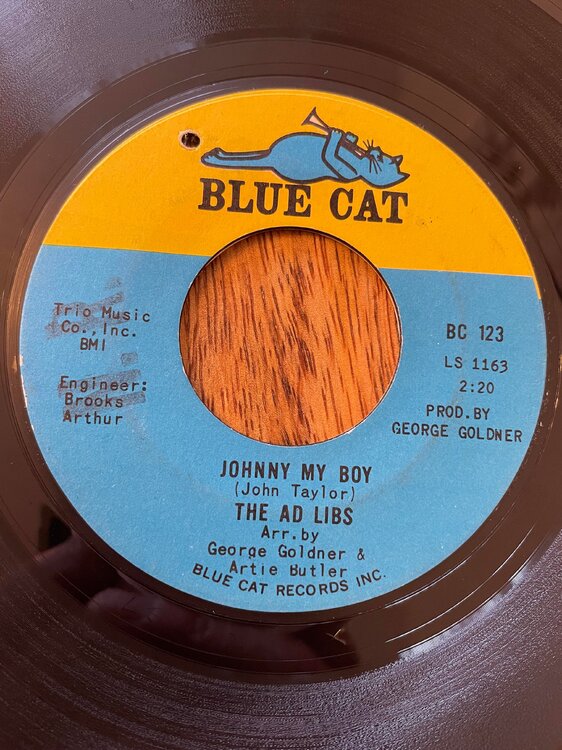 BLUE CAT
Trio Music
Co., Inc.
BMI
Engineer:
Brooks
Arthur
BC 123
LS 1163
2:20
PROD. BY
GEORGE GOLDNER
JOHNNY MY BOY
(John Taylor)
THE AD LIBS
Arr. by
George Goldner &
Artie Butler
BLUE CAT RECORDS INC.